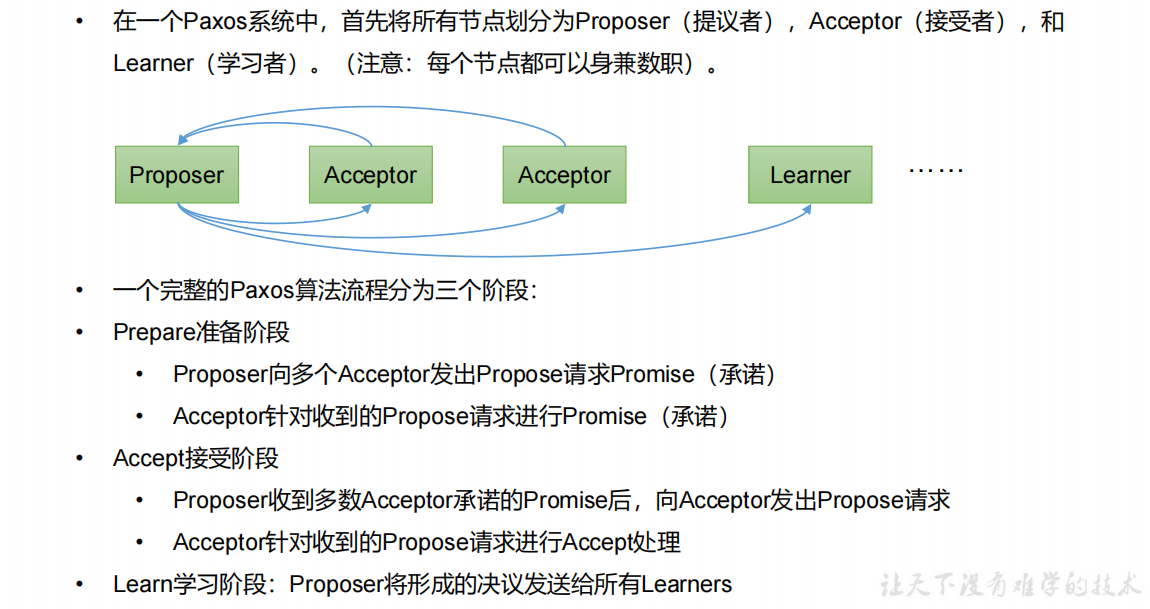 • 在一个Paxos系统中，首先将所有节点划分为Proposer（提议者），Acceptor（接受者），和
Learner（学习者）。（注意：每个节点都可以身兼数职）。
Proposer Acceptor Acceptor Learner ……
• 一个完整的Paxos算法流程分为三个阶段：
• Prepare准备阶段
• Proposer向多个Acceptor发出Propose请求Promise（承诺）
• Acceptor针对收到的Propose请求进行Promise（承诺）
• Accept接受阶段
• Proposer收到多数Acceptor承诺的Promise后，向Acceptor发出Propose请求
• Acceptor针对收到的Propose请求进行Accept处理
• Learn学习阶段：Proposer将形成的决议发送给所有Learners
让天下没有难学的技术